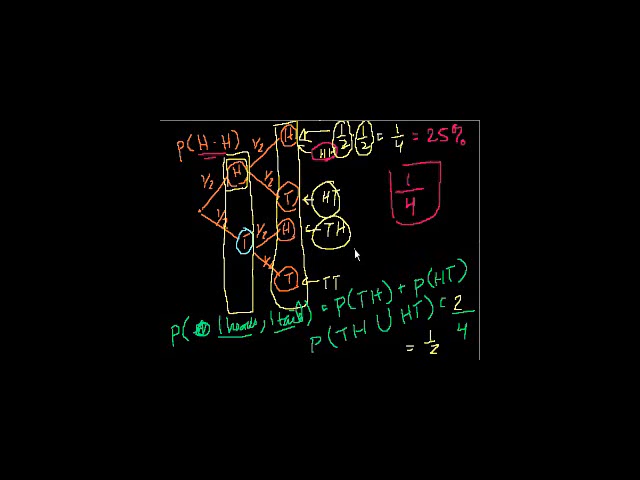 P(H·H) 1/2 H 1/2 · 1/2 = 1/4 = 25%
HH
1/2 H 1/2 T HT
1/4
1/2 T 1/2 H TH
1/2 T TT
P(1 heads, 1 tails) = P(TH) + P(HT)
P(TH ∪ HT) = 2/4
= 1/2